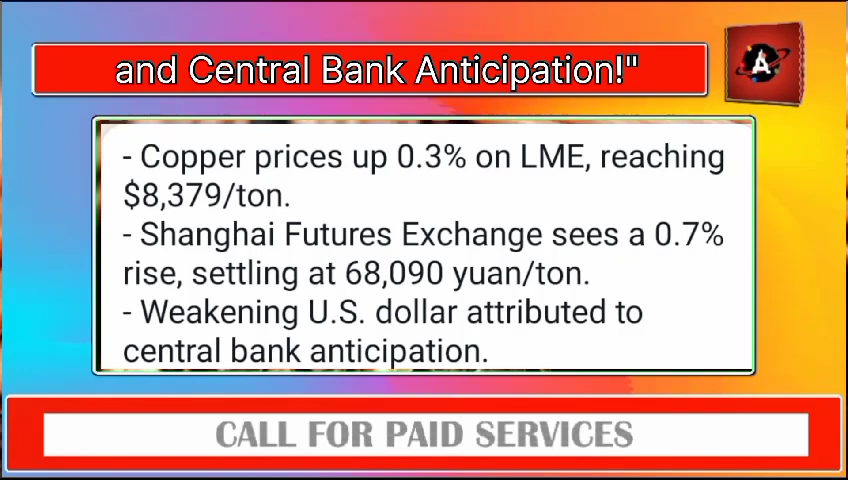 and Central Bank Anticipation!"
- Copper prices up 0.3% on LME, reaching
$8,379/ton.
- Shanghai Futures Exchange sees a 0.7%
rise, settling at 68,090 yuan/ton.
- Weakening U.S. dollar attributed to
central bank anticipation.
CALL FOR PAID SERVICES